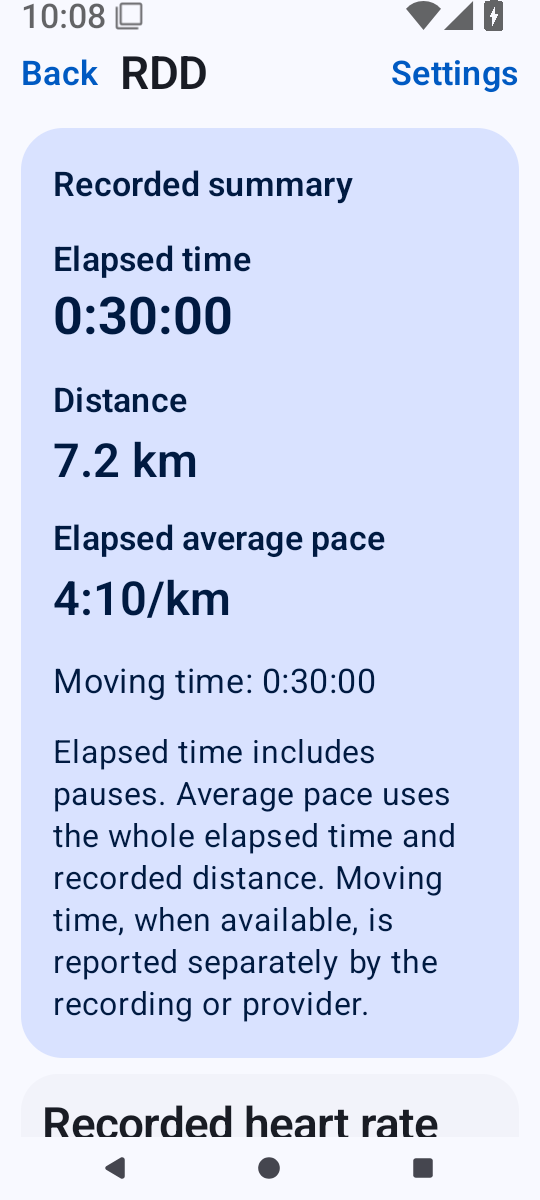 10:08
Back RDD Settings
Recorded summary
Elapsed time
0:30:00
Distance
7.2 km
Elapsed average pace
4:10/km
Moving time: 0:30:00
Elapsed time includes
pauses. Average pace uses
the whole elapsed time and
recorded distance. Moving
time, when available, is
reported separately by the
recording or provider.
Recorded heart rate